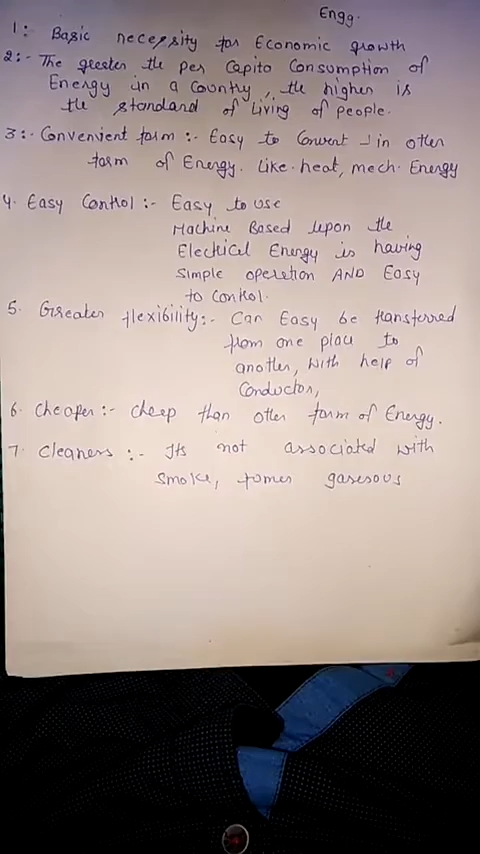 Engg.
1:- Basic necessity for Economic growth
2:- The greater the per Capito Consumption of
Energy in a Country, the higher is
the standard of living of people.
3:- Convenient form :- Easy to Convert in other
form of Energy. Like heat, mech. Energy
4. Easy Control :- Easy to use
Machine Based upon the
Electrical Energy is having
Simple operation AND Easy
to Control.
5. Greater flexibility:- Can Easy be transferred
from one place to
another, with help of
Conductor,
6. Cheaper :- Cheep than other form of Energy.
7. Cleaners :- Its not associated with
Smoke, fumes gasesous